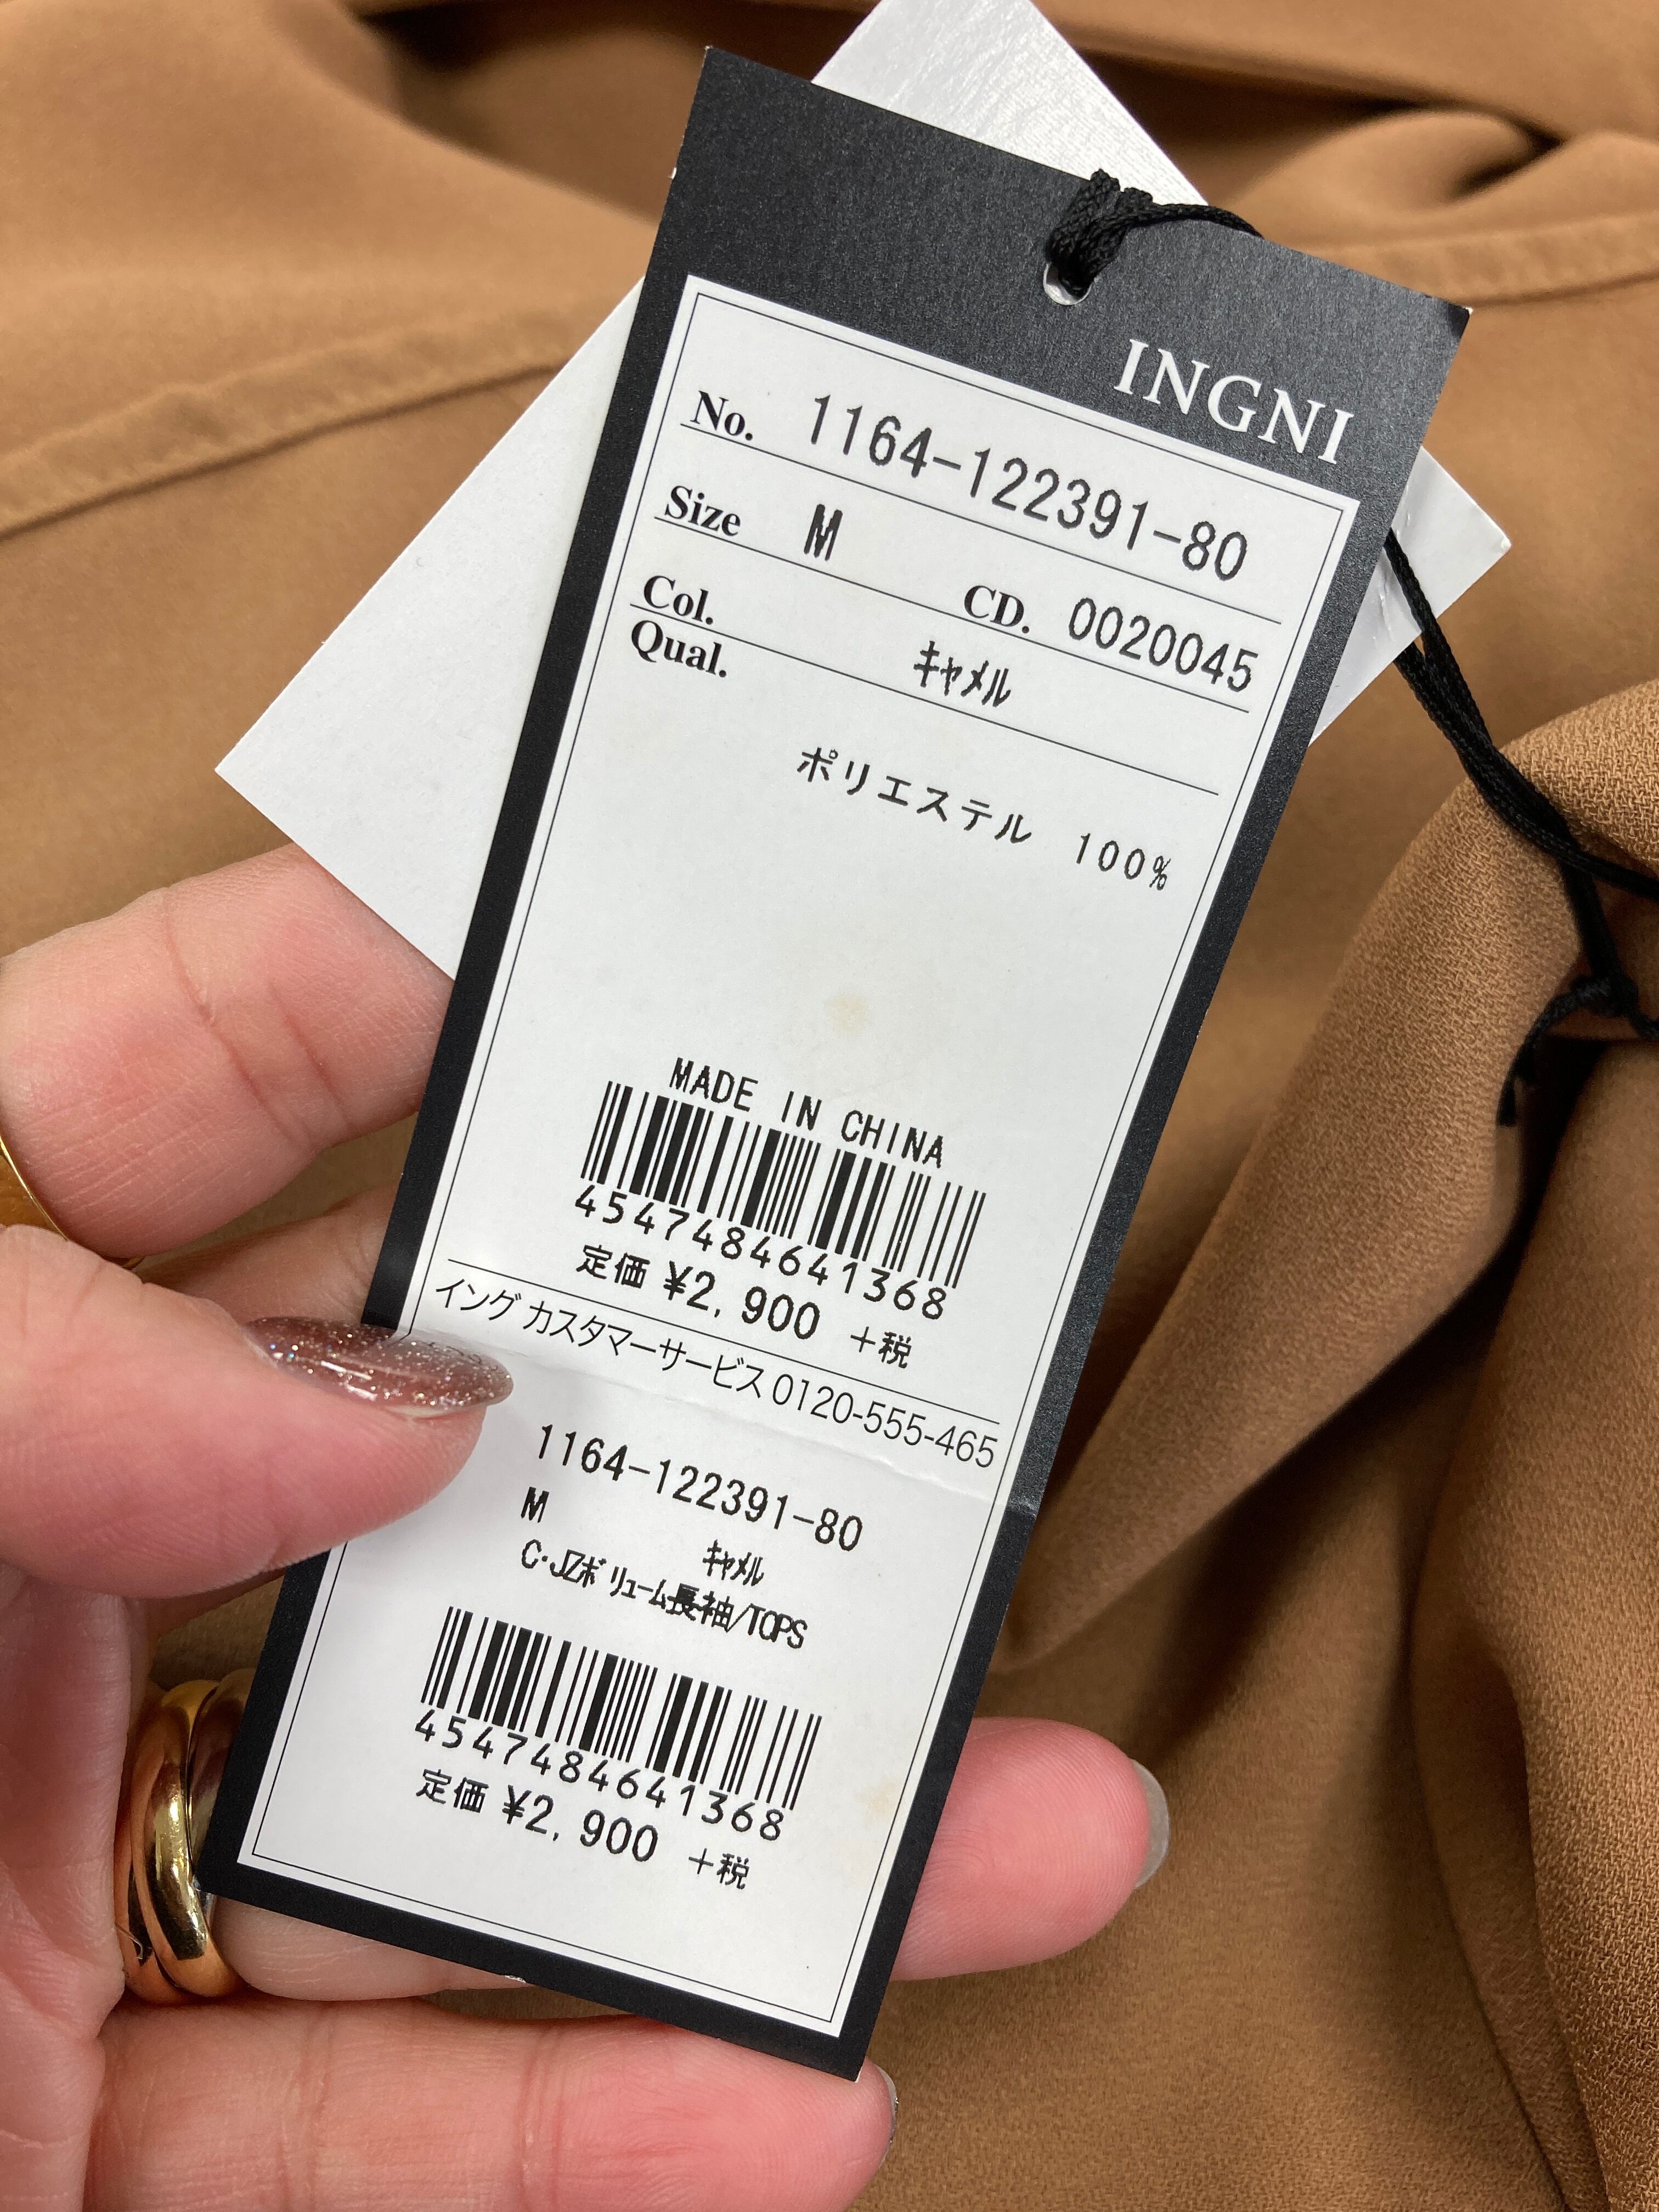 INGNI
No. 1164-122391-80
Size M CD. 0020045
Col. ｷｬﾒﾙ
Qual.
ポリエステル 100%
MADE IN CHINA
4547484641368
定価 ¥2,900 +税
イング カスタマーサービス 0120-555-465
1164-122391-80
M ｷｬﾒﾙ
C･JZﾎﾞﾘｭｰﾑ長袖/TOPS
4547484641368
定価 ¥2,900 +税